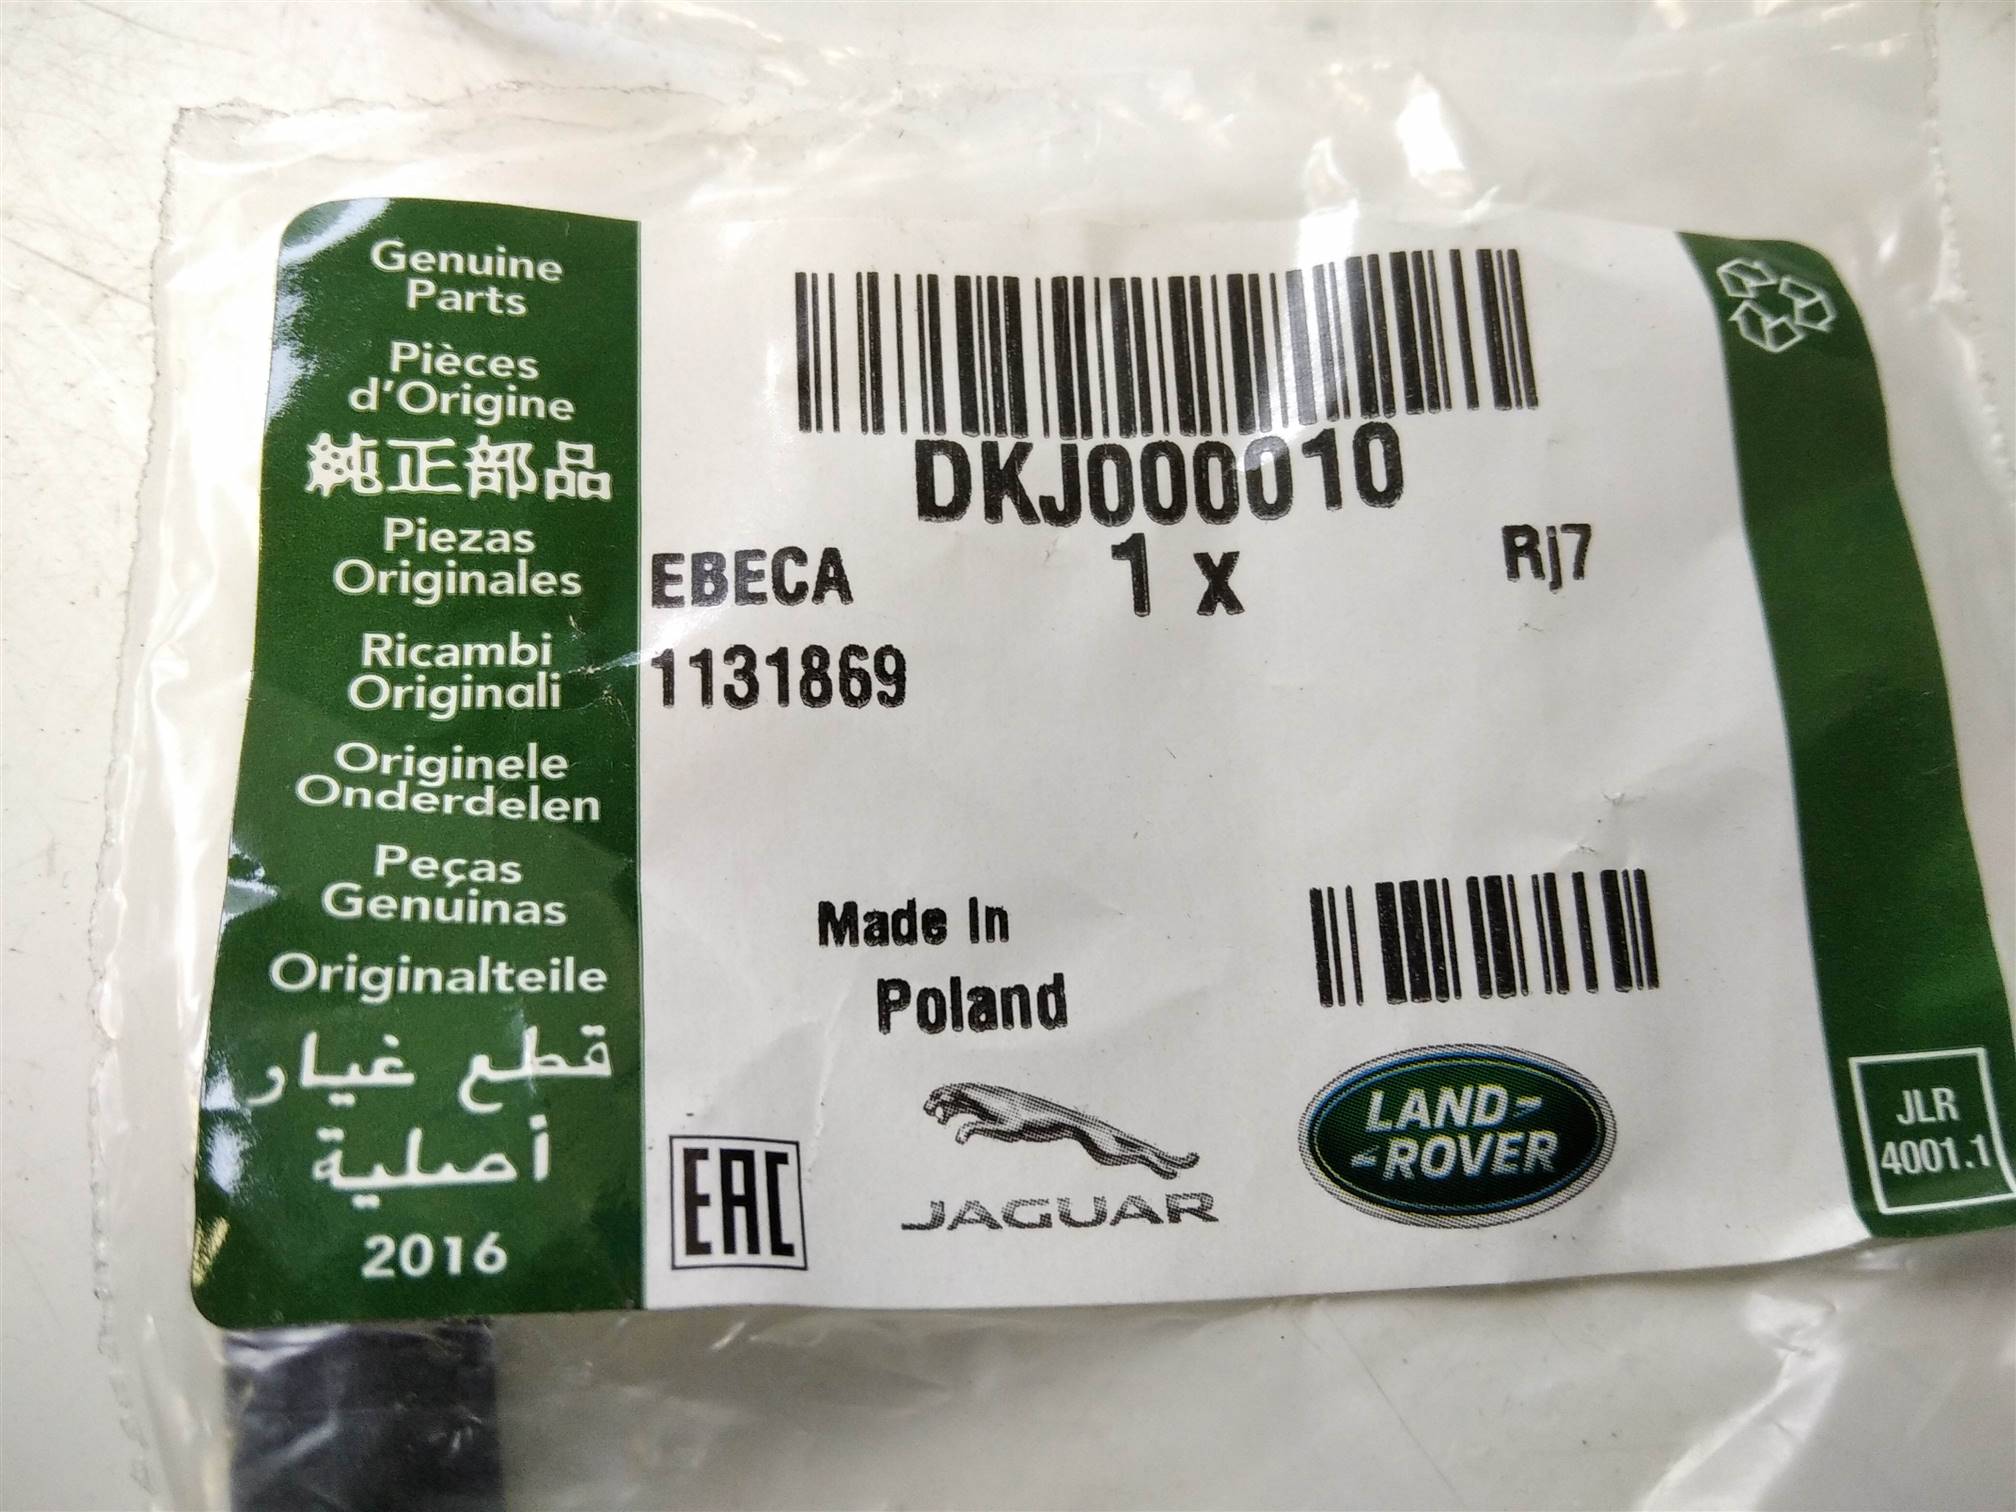 Genuine
Parts
Pièces
d'Origine
純正部品
Piezas
Originales
Ricambi
Originali
Originele
Onderdelen
Peças
Genuinas
Originalteile
قطع غيار
أصلية
2016
DKJ000010
EBECA 1 x Rj7
1131869
Made In
Poland
EAC
JAGUAR
LAND-
-ROVER
JLR
4001.1